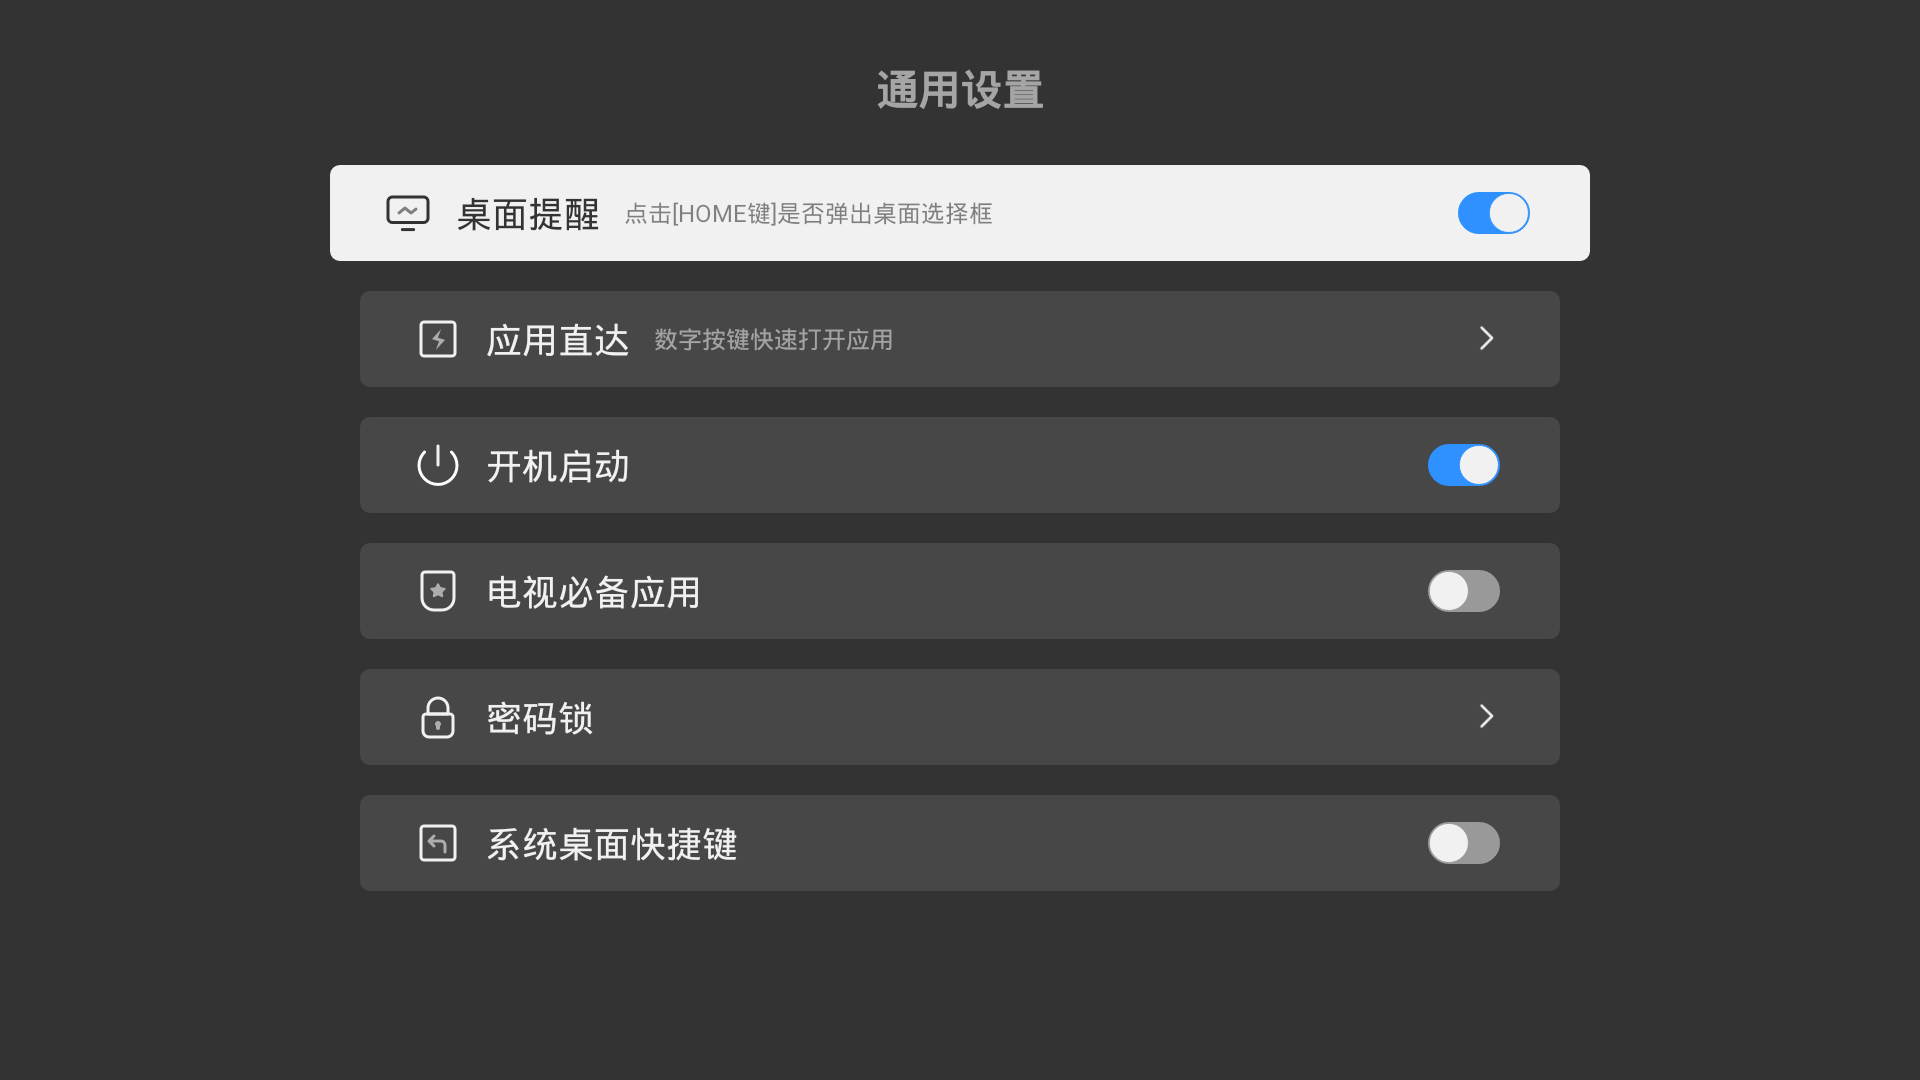 通用设置
桌面提醒 点击[HOME键]是否弹出桌面选择框
应用直达 数字按键快速打开应用
开机启动
电视必备应用
密码锁
系统桌面快捷键